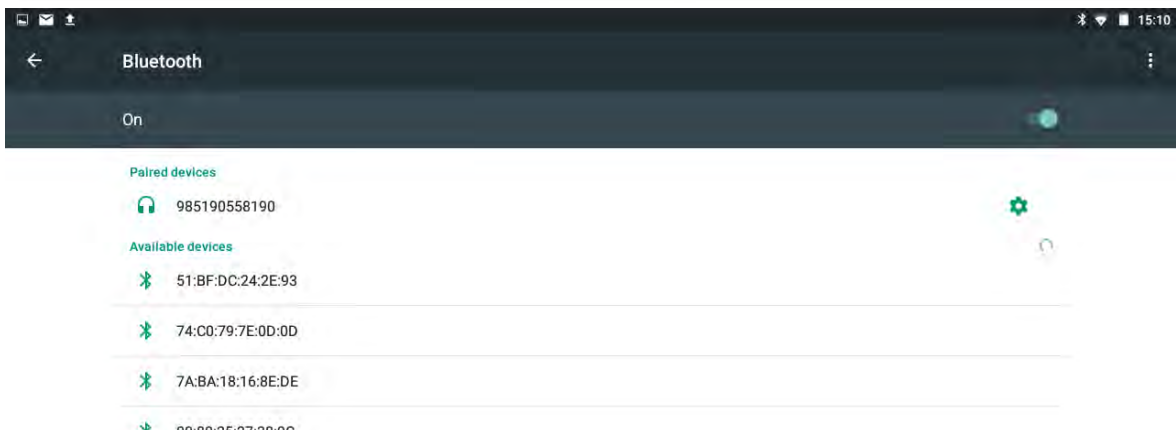 15:10
Bluetooth
On
Paired devices
985190558190
Available devices
51:BF:DC:24:2E:93
74:C0:79:7E:0D:0D
7A:BA:18:16:8E:DE